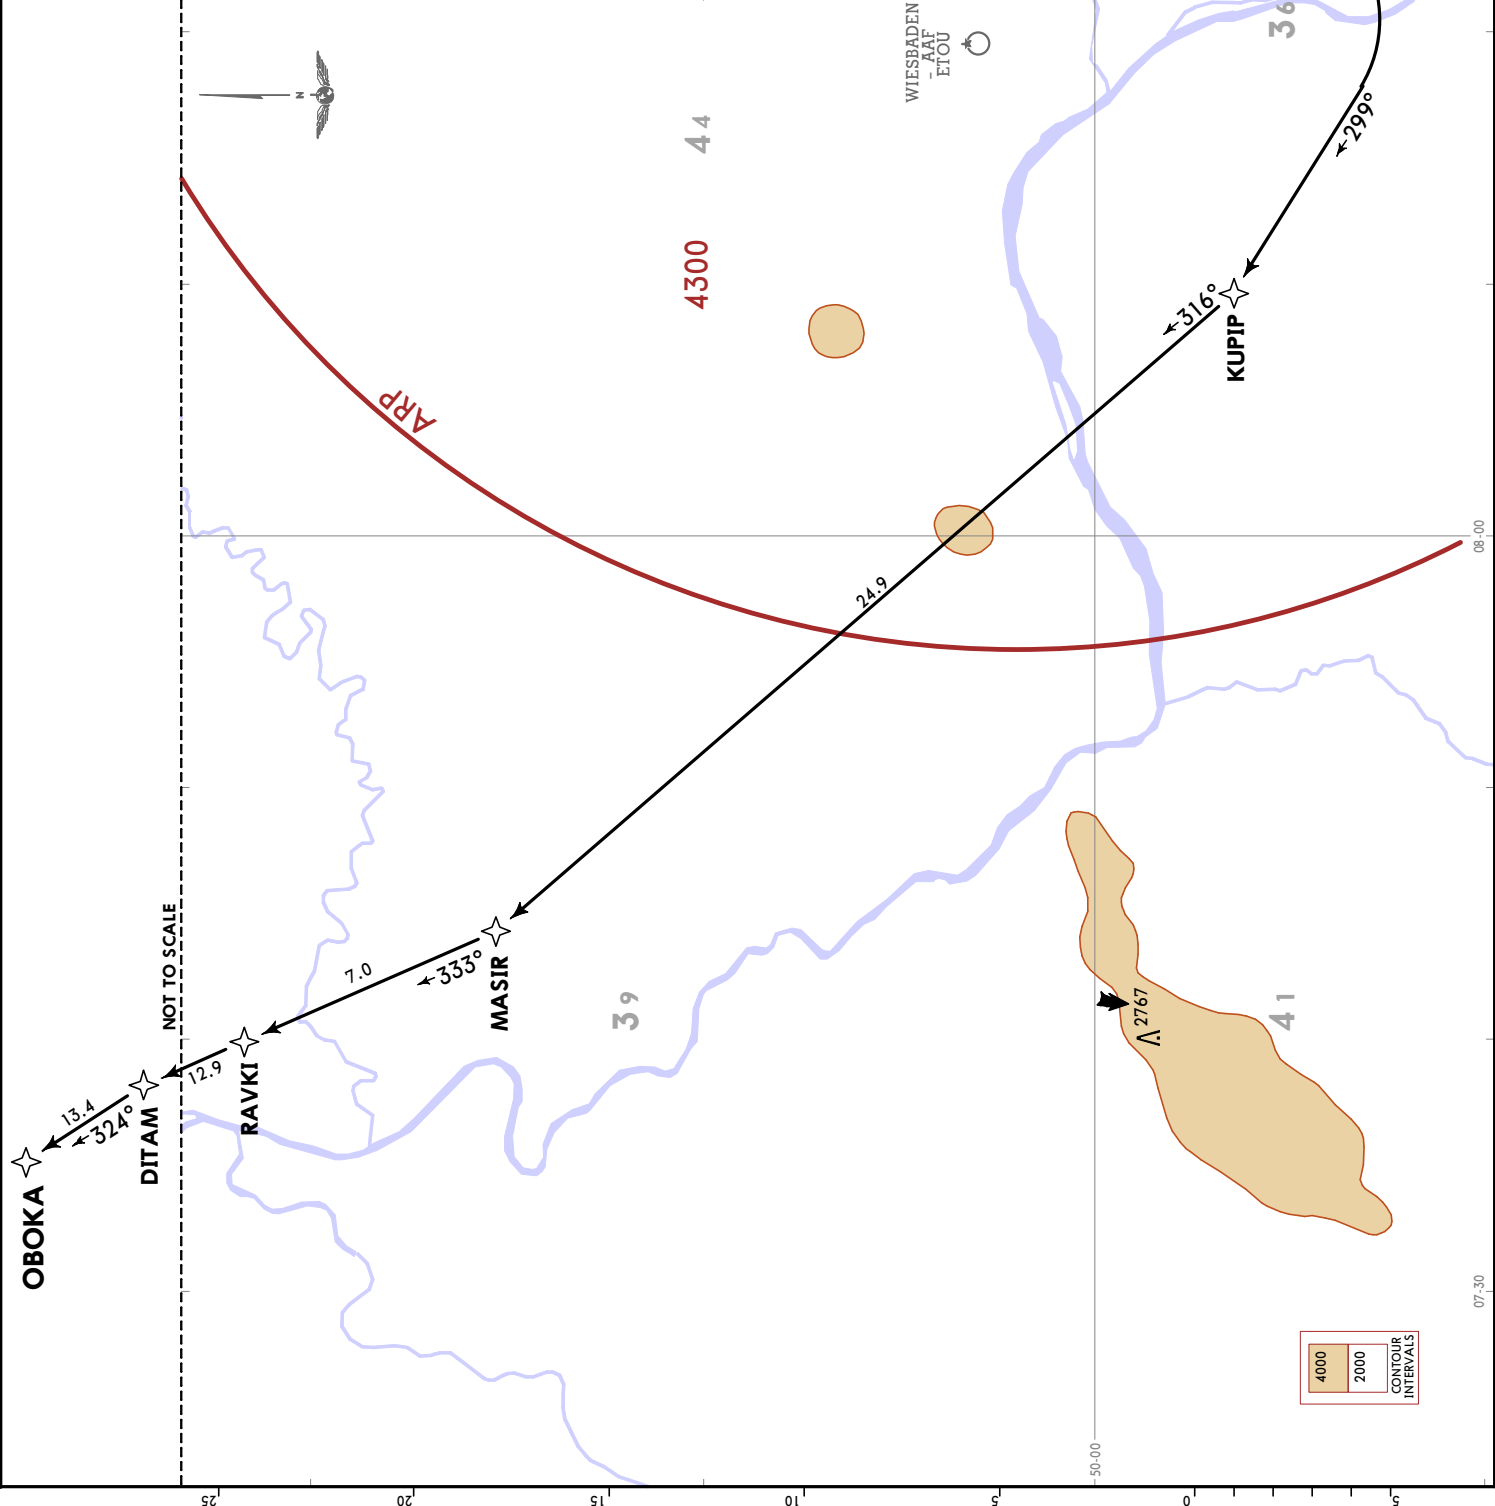 WIESBADEN
- AAF
ETOU
N
36
44
299°
4300
316°
KUPIP
ARP
08-00
24.9
NOT TO SCALE
7.0
333°
MASIR
39
2767
41
12.9
RAVKI
13.4
324°
DITAM
OBOKA
07-30
4000
2000
CONTOUR
INTERVALS
50-00
25
20
15
10
5
0
5